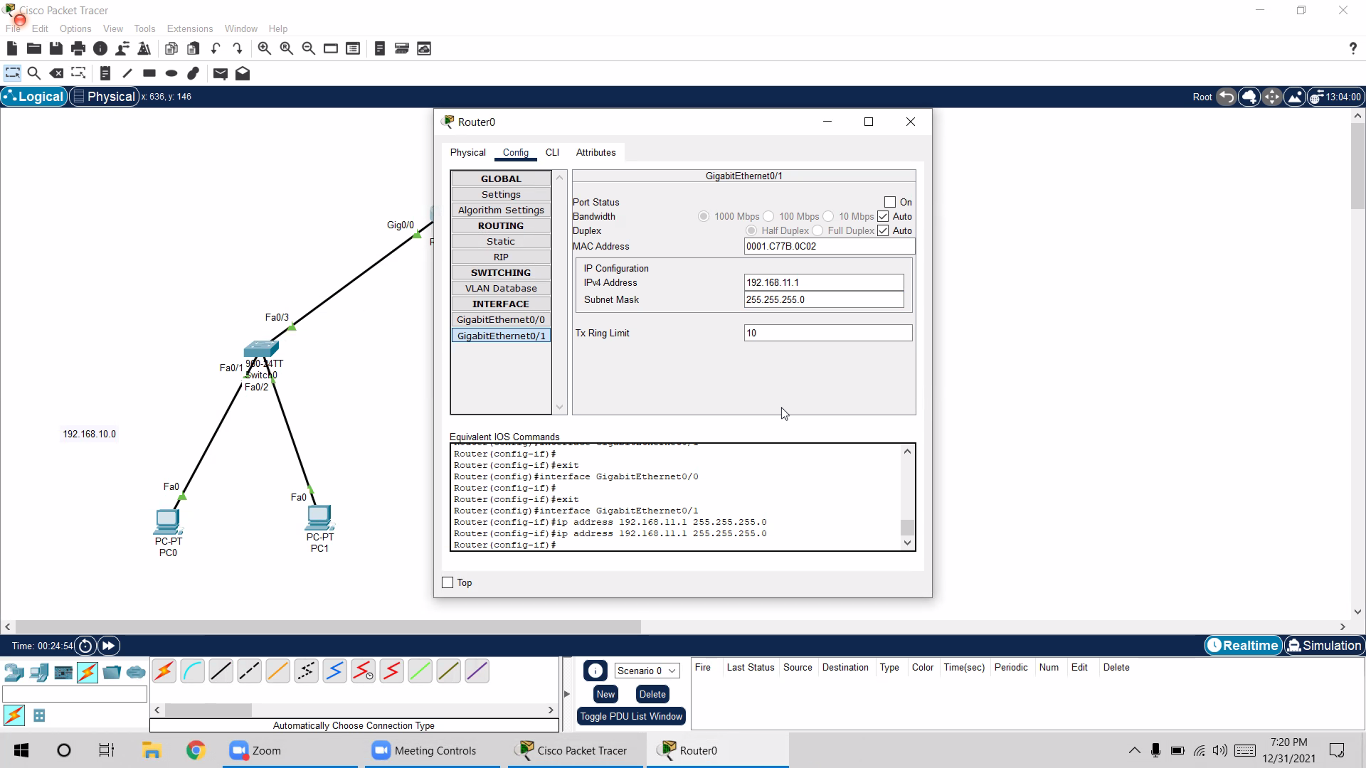 Cisco Packet Tracer
File Edit Options View Tools Extensions Window Help
?
Logical Physical x: 636, y: 146 Root 13:04:00
Router0
Physical Config CLI Attributes
GLOBAL
Settings
Algorithm Settings
ROUTING
Static
RIP
SWITCHING
VLAN Database
INTERFACE
GigabitEthernet0/0
GigabitEthernet0/1
GigabitEthernet0/1
Port Status On
Bandwidth 1000 Mbps 100 Mbps 10 Mbps Auto
Duplex Half Duplex Full Duplex Auto
MAC Address 0001.C77B.0C02
IP Configuration
IPv4 Address 192.168.11.1
Subnet Mask 255.255.255.0
Tx Ring Limit 10
Equivalent IOS Commands
Router(config-if)#
Router(config-if)#exit
Router(config)#interface GigabitEthernet0/0
Router(config-if)#
Router(config-if)#exit
Router(config)#interface GigabitEthernet0/1
Router(config-if)#ip address 192.168.11.1 255.255.255.0
Router(config-if)#ip address 192.168.11.1 255.255.255.0
Router(config-if)#
Top
Gig0/0
Fa0/3
Fa0/1
Switch0
Fa0/2
192.168.10.0
Fa0
PC-PT
PC0
Fa0
PC-PT
PC1
Time: 00:24:54 Realtime Simulation
Automatically Choose Connection Type
Scenario 0
New Delete
Toggle PDU List Window
Fire Last Status Source Destination Type Color Time(sec) Periodic Num Edit Delete
Zoom Meeting Controls Cisco Packet Tracer Router0
7:20 PM
12/31/2021